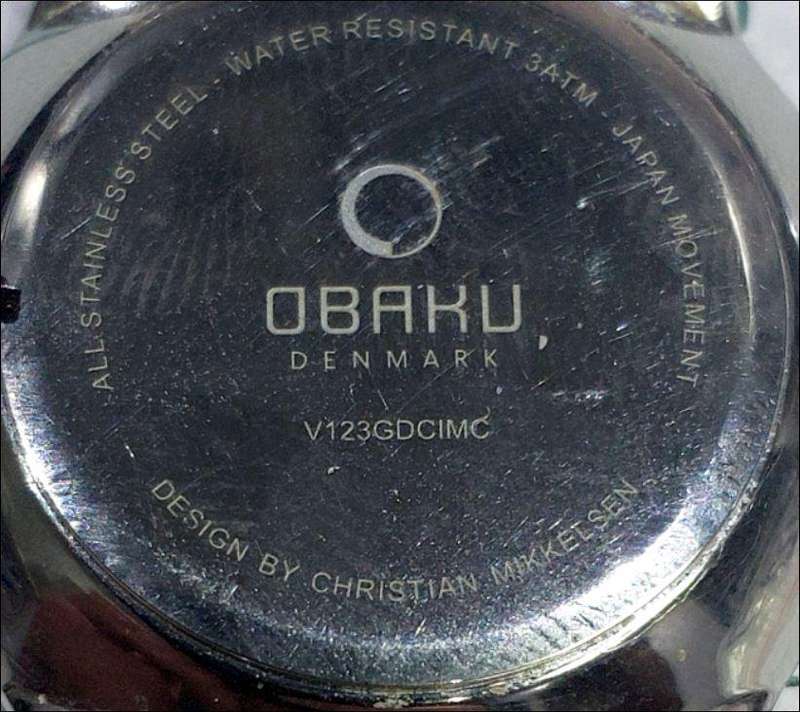 ALL STAINLESS STEEL - WATER RESISTANT 3ATM - JAPAN MOVEMENT
OBAKU
DENMARK
V123GDCIMC
DESIGN BY CHRISTIAN MIKKELSEN